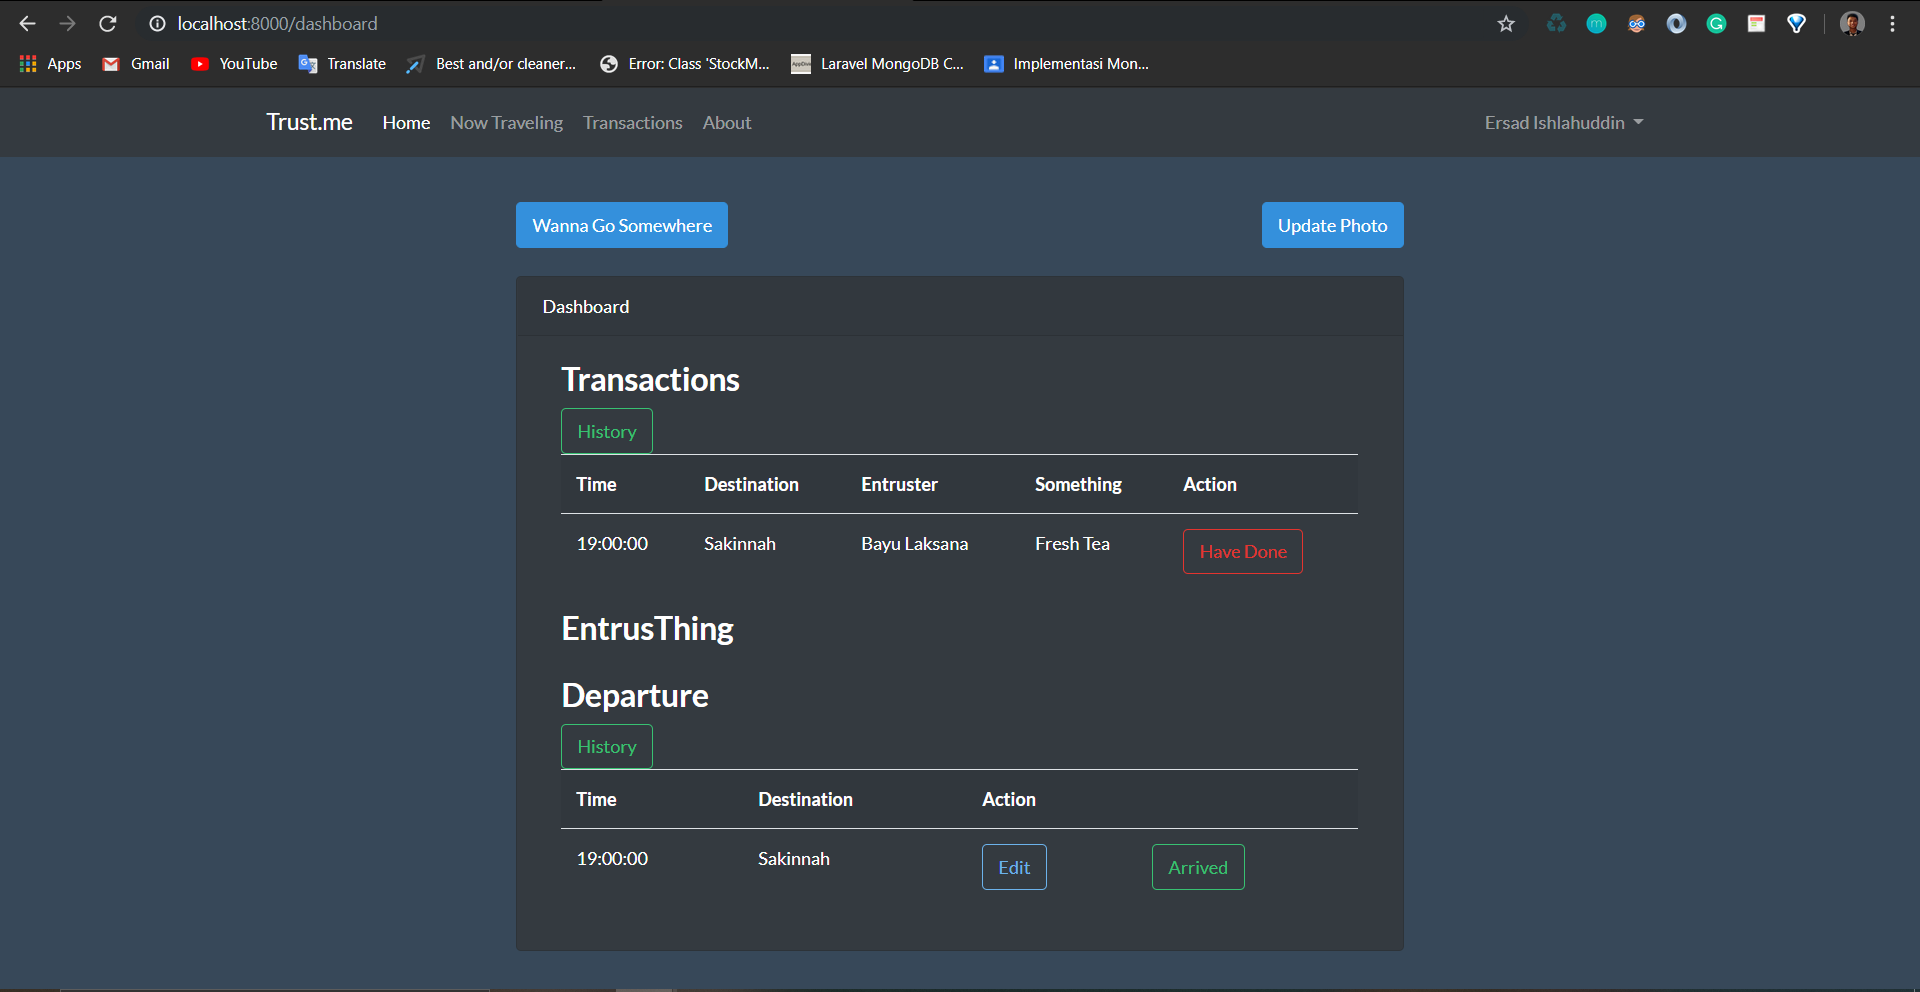 localhost:8000/dashboard
Apps Gmail YouTube Translate Best and/or cleaner... Error: Class 'StockM... Laravel MongoDB C... Implementasi Mon...
Trust.me Home Now Traveling Transactions About Ersad Ishlahuddin
Wanna Go Somewhere Update Photo
Dashboard
Transactions
History
Time Destination Entruster Something Action
19:00:00 Sakinnah Bayu Laksana Fresh Tea Have Done
EntrusThing
Departure
History
Time Destination Action
19:00:00 Sakinnah Edit Arrived